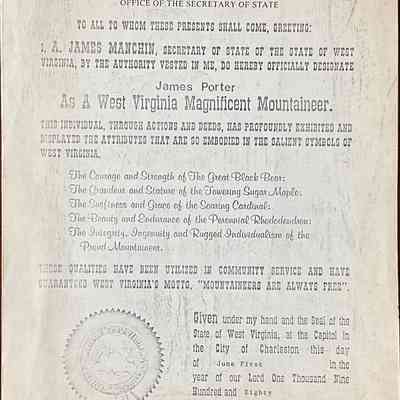 OFFICE OF THE SECRETARY OF STATE
TO ALL TO WHOM THESE PRESENTS SHALL COME, GREETING:
I, A. JAMES MANCHIN, SECRETARY OF STATE OF THE STATE OF WEST
VIRGINIA, BY THE AUTHORITY VESTED IN ME, DO HEREBY OFFICIALLY DESIGNATE
James Porter
As A West Virginia Magnificent Mountaineer.
THIS INDIVIDUAL, THROUGH ACTIONS AND DEEDS, HAS PROFOUNDLY EXHIBITED AND
DISPLAYED THE ATTRIBUTES THAT ARE SO EMBODIED IN THE SALIENT SYMBOLS OF
WEST VIRGINIA.
The Courage and Strength of The Great Black Bear:
The Grandeur and Stature of the Towering Sugar Maple:
The Swiftness and Grace of the Soaring Cardinal:
The Beauty and Endurance of the Perennial Rhododendron:
The Integrity, Ingenuity and Rugged Individualism of the
Proud Mountaineer.
THESE QUALITIES HAVE BEEN UTILIZED IN COMMUNITY SERVICE AND HAVE
GUARANTEED WEST VIRGINIA'S MOTTO, "MOUNTAINEERS ARE ALWAYS FREE".
Given under my hand and the Seal of the
State of West Virginia, at the Capitol in
the City of Charleston this day
of June First in the
year of our Lord One Thousand Nine
Hundred and Eighty